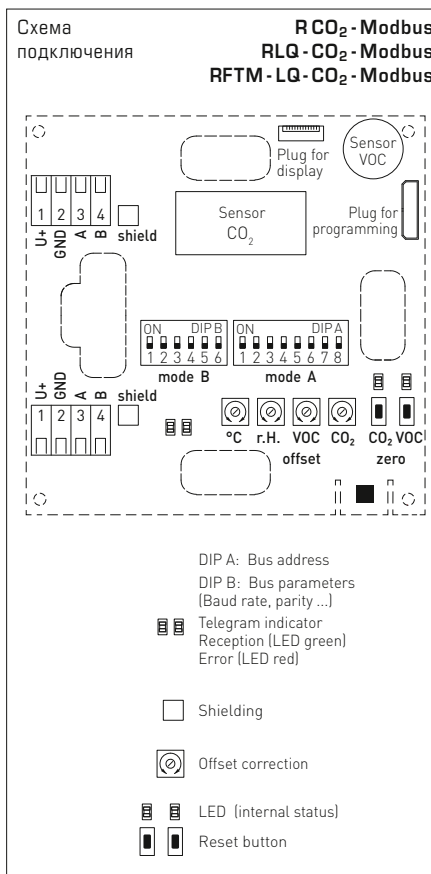 Схема
подключения
R CO₂ - Modbus
RLQ - CO₂ - Modbus
RFTM - LQ - CO₂ - Modbus
Plug for
display
Sensor
VOC
1 2 3 4
U+ GND A B shield
Sensor
CO₂
Plug for
programming
ON DIP B
1 2 3 4 5 6
mode B
ON DIP A
1 2 3 4 5 6 7 8
mode A
U+ GND A B shield
1 2 3 4
°C r.H. VOC CO₂ CO₂ VOC
offset zero
DIP A: Bus address
DIP B: Bus parameters
(Baud rate, parity ...)
Telegram indicator
Reception (LED green)
Error (LED red)
Shielding
Offset correction
LED (internal status)
Reset button